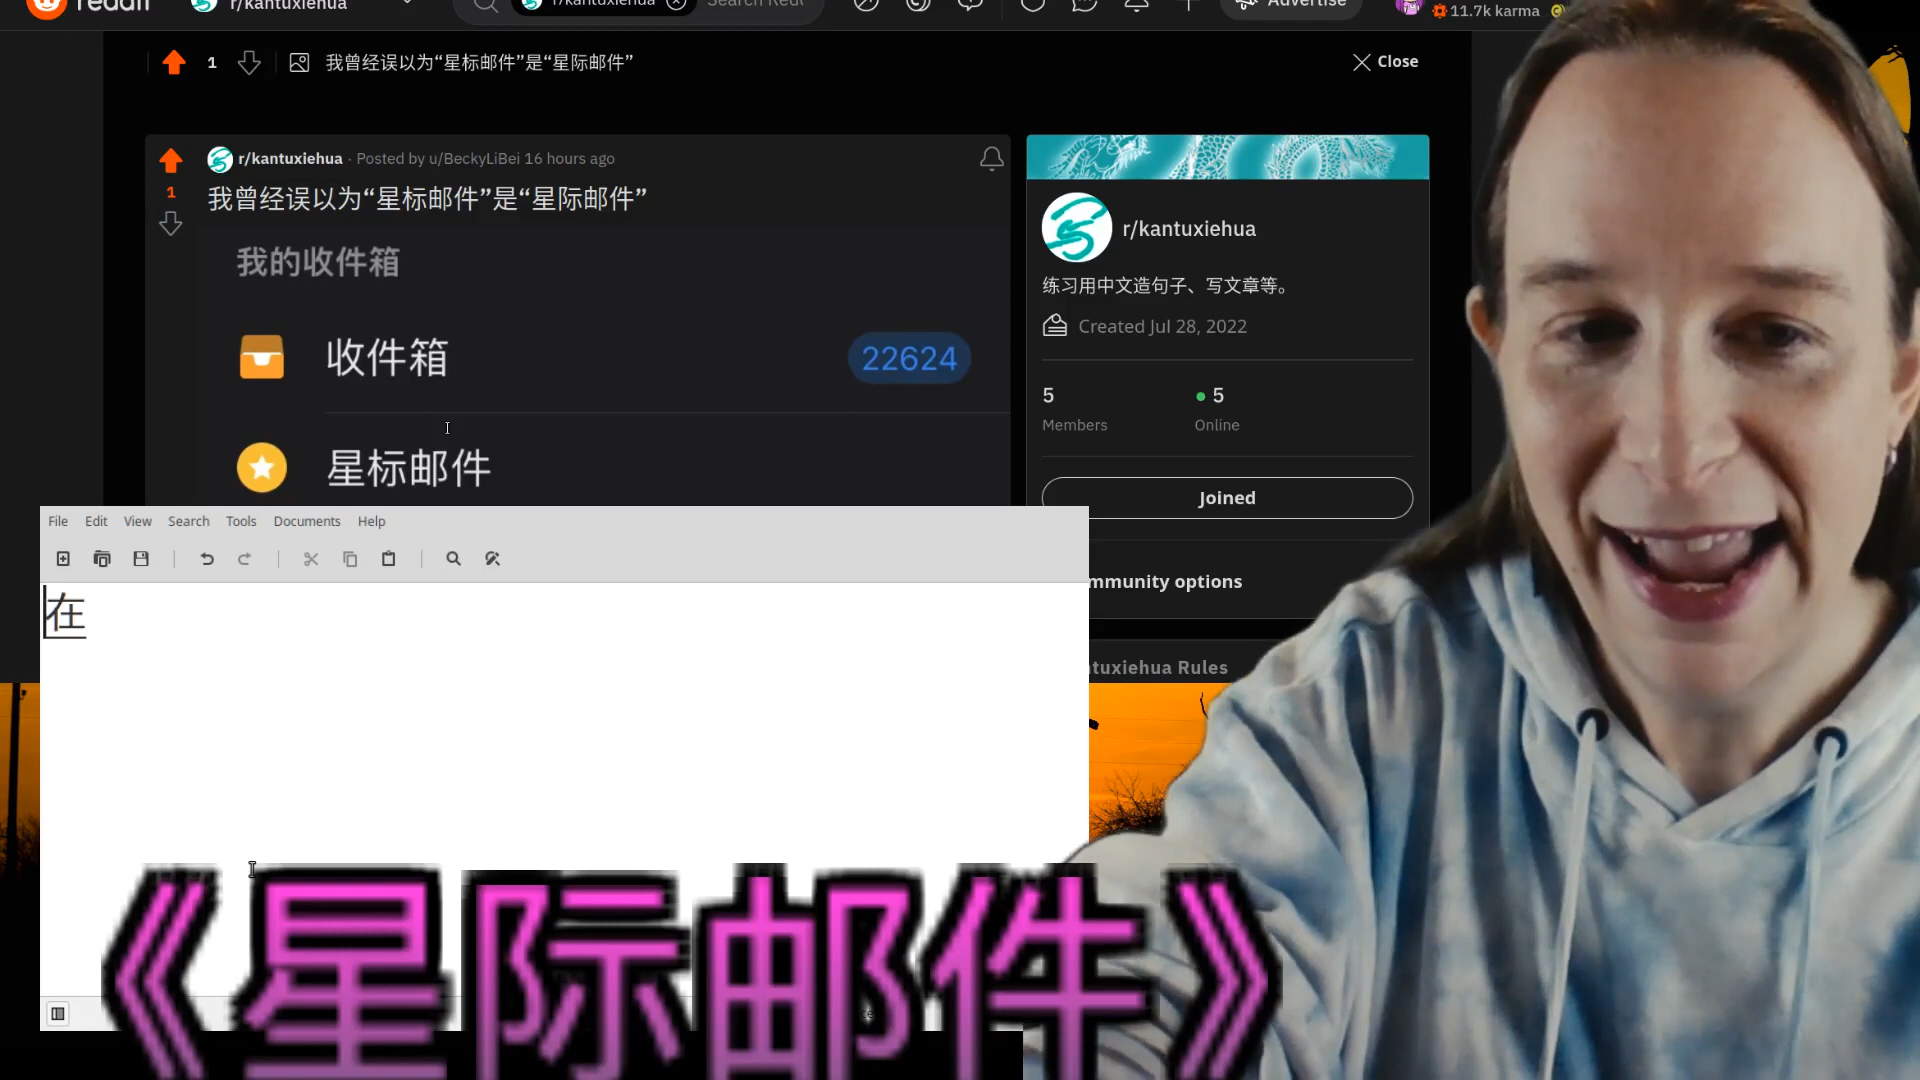 reddit
r/kantuxiehua
r/kantuxiehua
Search Red
Advertise
11.7k karma
1
我曾经误以为“星标邮件”是“星际邮件”
Close
r/kantuxiehua · Posted by u/BeckyLiBei 16 hours ago
1
我曾经误以为“星标邮件”是“星际邮件”
我的收件箱
收件箱
22624
星标邮件
r/kantuxiehua
练习用中文造句子、写文章等。
Created Jul 28, 2022
5
5
Members
Online
Joined
mmunity options
ntuxiehua Rules
File Edit View Search Tools Documents Help
在
《星际邮件》